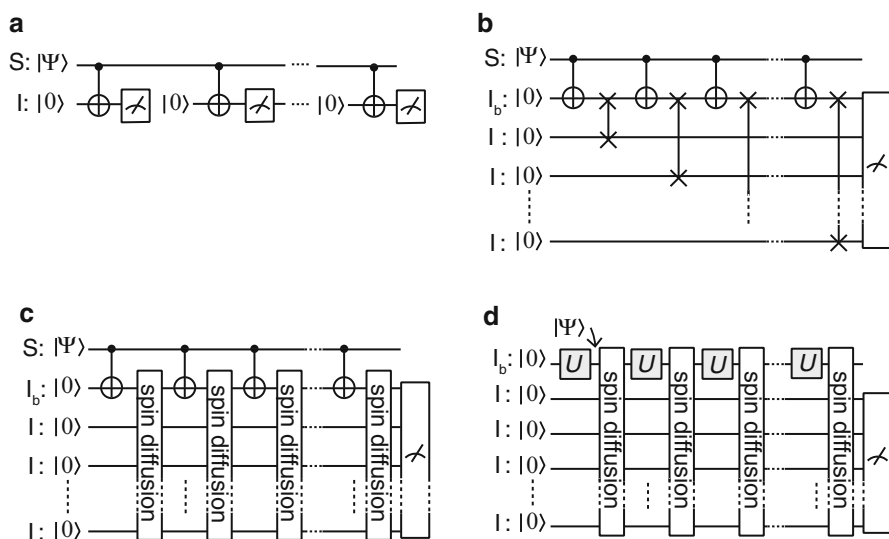 a
S: |Ψ⟩
I: |0⟩ |0⟩ |0⟩
b
S: |Ψ⟩
I_b: |0⟩
I: |0⟩
I: |0⟩
I: |0⟩
c
S: |Ψ⟩
I_b: |0⟩
I: |0⟩
I: |0⟩
I: |0⟩
spin diffusion
spin diffusion
spin diffusion
spin diffusion
d
|Ψ⟩
I_b: |0⟩ U U U U
I: |0⟩
I: |0⟩
I: |0⟩
I: |0⟩
spin diffusion
spin diffusion
spin diffusion
spin diffusion